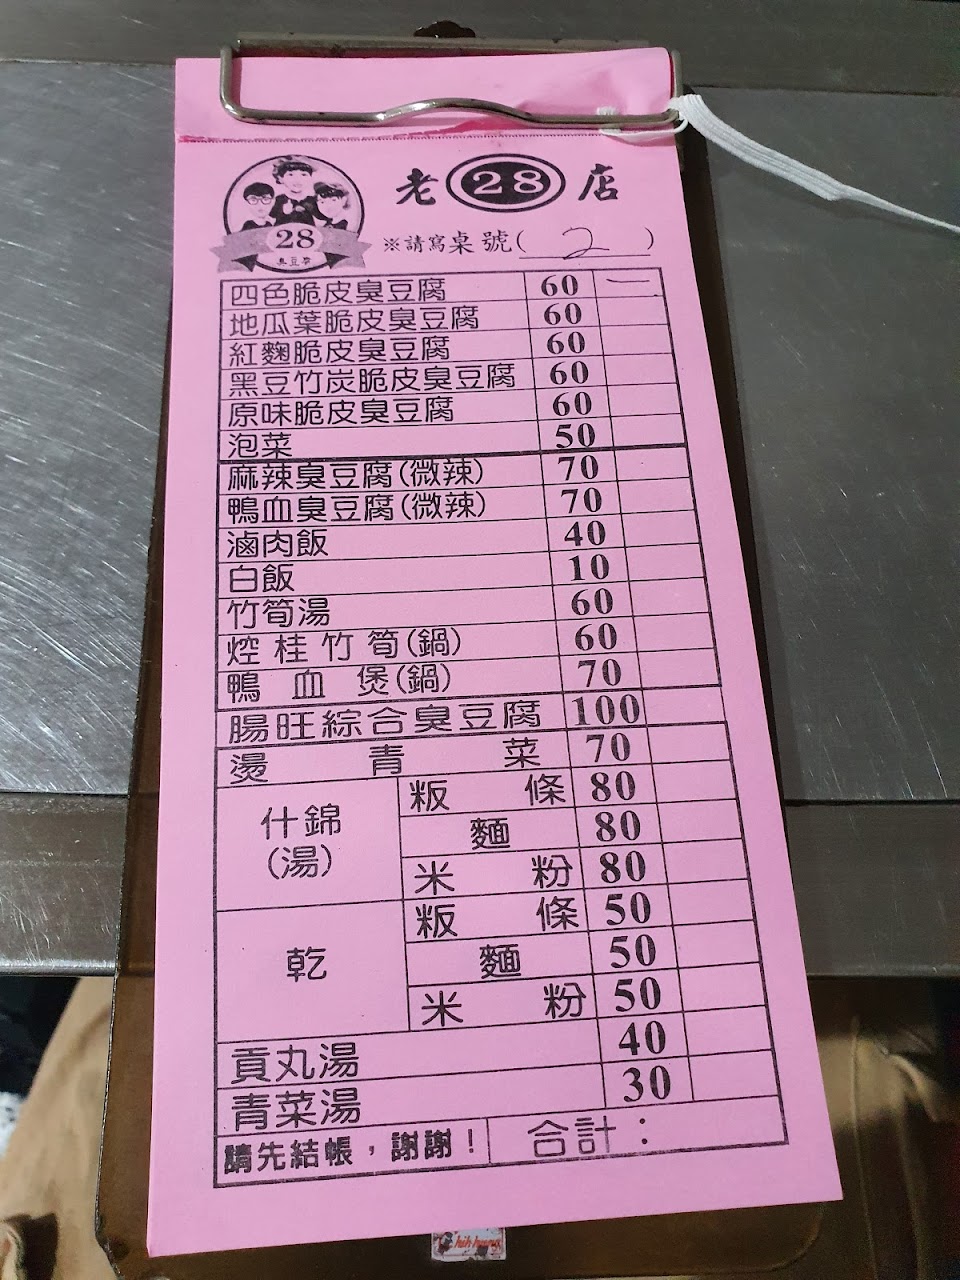 老 28 店
28
臭豆腐
※請寫桌號( 2 )
四色脆皮臭豆腐 60 一
地瓜葉脆皮臭豆腐 60
紅麴脆皮臭豆腐 60
黑豆竹炭脆皮臭豆腐 60
原味脆皮臭豆腐 60
泡菜 50
麻辣臭豆腐(微辣) 70
鴨血臭豆腐(微辣) 70
滷肉飯 40
白飯 10
竹筍湯 60
焢桂竹筍(鍋) 60
鴨血煲(鍋) 70
腸旺綜合臭豆腐 100
燙青菜 70
什錦(湯) 粄條 80
麵 80
米粉 80
乾 粄條 50
麵 50
米粉 50
貢丸湯 40
青菜湯 30
請先結帳，謝謝！ 合計：